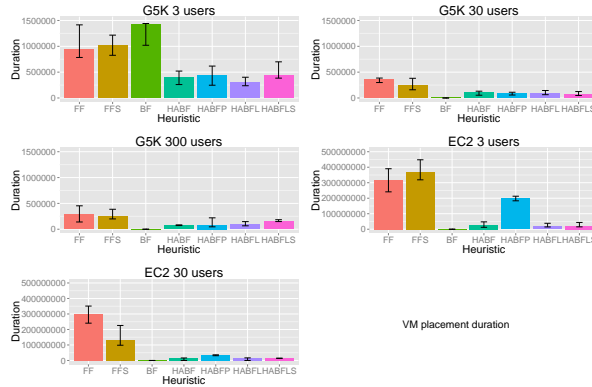 G5K 3 users
1500000
1000000
500000
0
Duration
FF FFS BF HABF HABFP HABFL HABFLS
Heuristic
G5K 30 users
1500000
1000000
500000
0
Duration
FF FFS BF HABF HABFP HABFL HABFLS
Heuristic
G5K 300 users
1500000
1000000
500000
0
Duration
FF FFS BF HABF HABFP HABFL HABFLS
Heuristic
EC2 3 users
500000000
400000000
300000000
200000000
100000000
0
Duration
FF FFS BF HABF HABFP HABFL HABFLS
Heuristic
EC2 30 users
500000000
400000000
300000000
200000000
100000000
0
Duration
FF FFS BF HABF HABFP HABFL HABFLS
Heuristic
VM placement duration